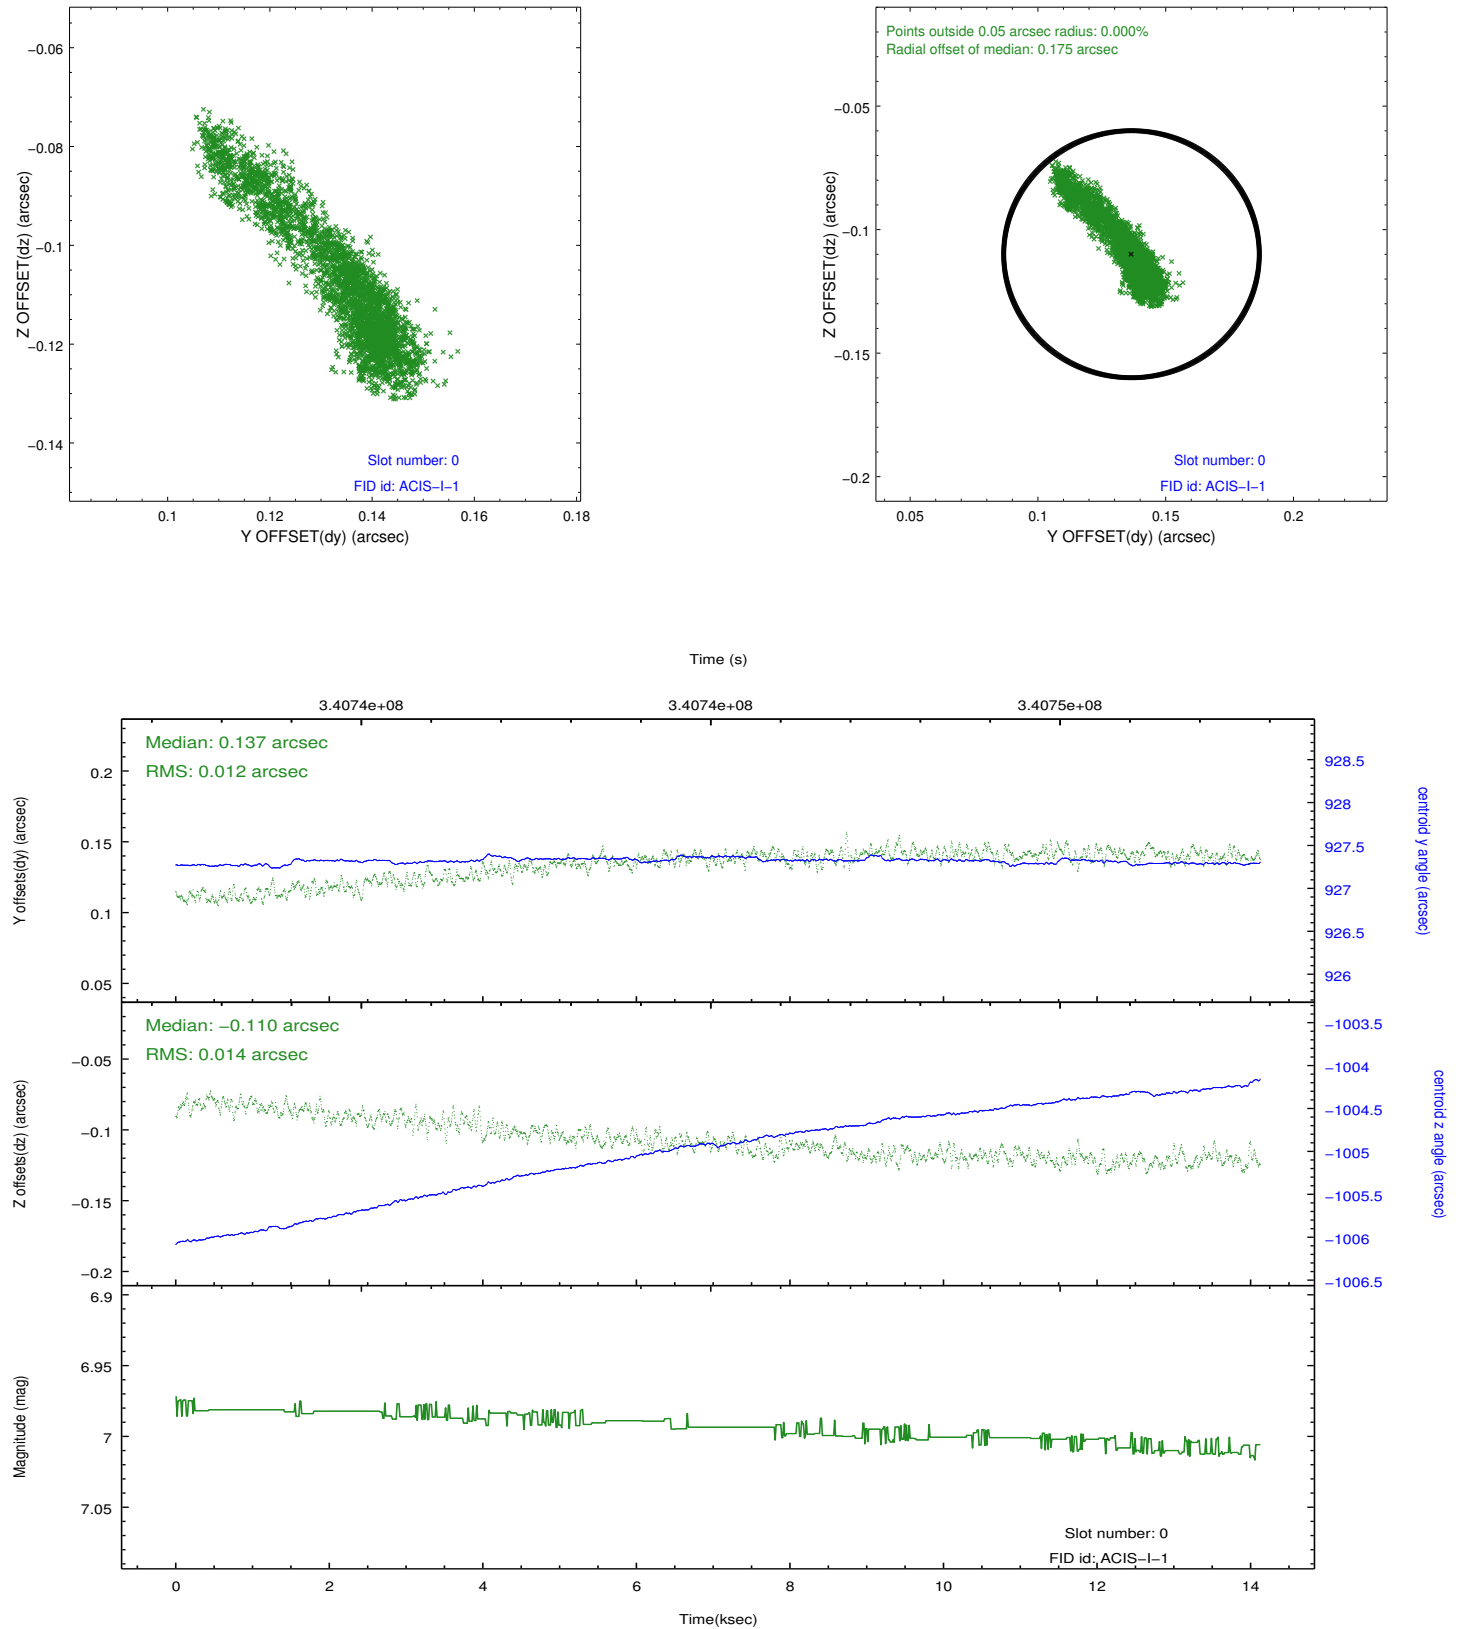 −0.06
−0.08
−0.1
−0.12
−0.14
Z OFFSET(dz) (arcsec)
0.1 0.12 0.14 0.16 0.18
Y OFFSET(dy) (arcsec)
Slot number: 0
FID id: ACIS−I−1
Points outside 0.05 arcsec radius: 0.000%
Radial offset of median: 0.175 arcsec
−0.05
−0.1
−0.15
−0.2
Z OFFSET(dz) (arcsec)
0.05 0.1 0.15 0.2
Y OFFSET(dy) (arcsec)
Slot number: 0
FID id: ACIS−I−1
Time (s)
3.4074e+08 3.4074e+08 3.4075e+08
Median: 0.137 arcsec
RMS: 0.012 arcsec
0.2
0.15
0.1
0.05
Y offsets(dy) (arcsec)
928.5
928
927.5
927
926.5
926
centroid y angle (arcsec)
Median: −0.110 arcsec
RMS: 0.014 arcsec
−0.05
−0.1
−0.15
−0.2
Z offsets(dz) (arcsec)
−1003.5
−1004
−1004.5
−1005
−1005.5
−1006
−1006.5
centroid z angle (arcsec)
6.9
6.95
7
7.05
Magnitude (mag)
Slot number: 0
FID id: ACIS−I−1
0 2 4 6 8 10 12 14
Time(ksec)